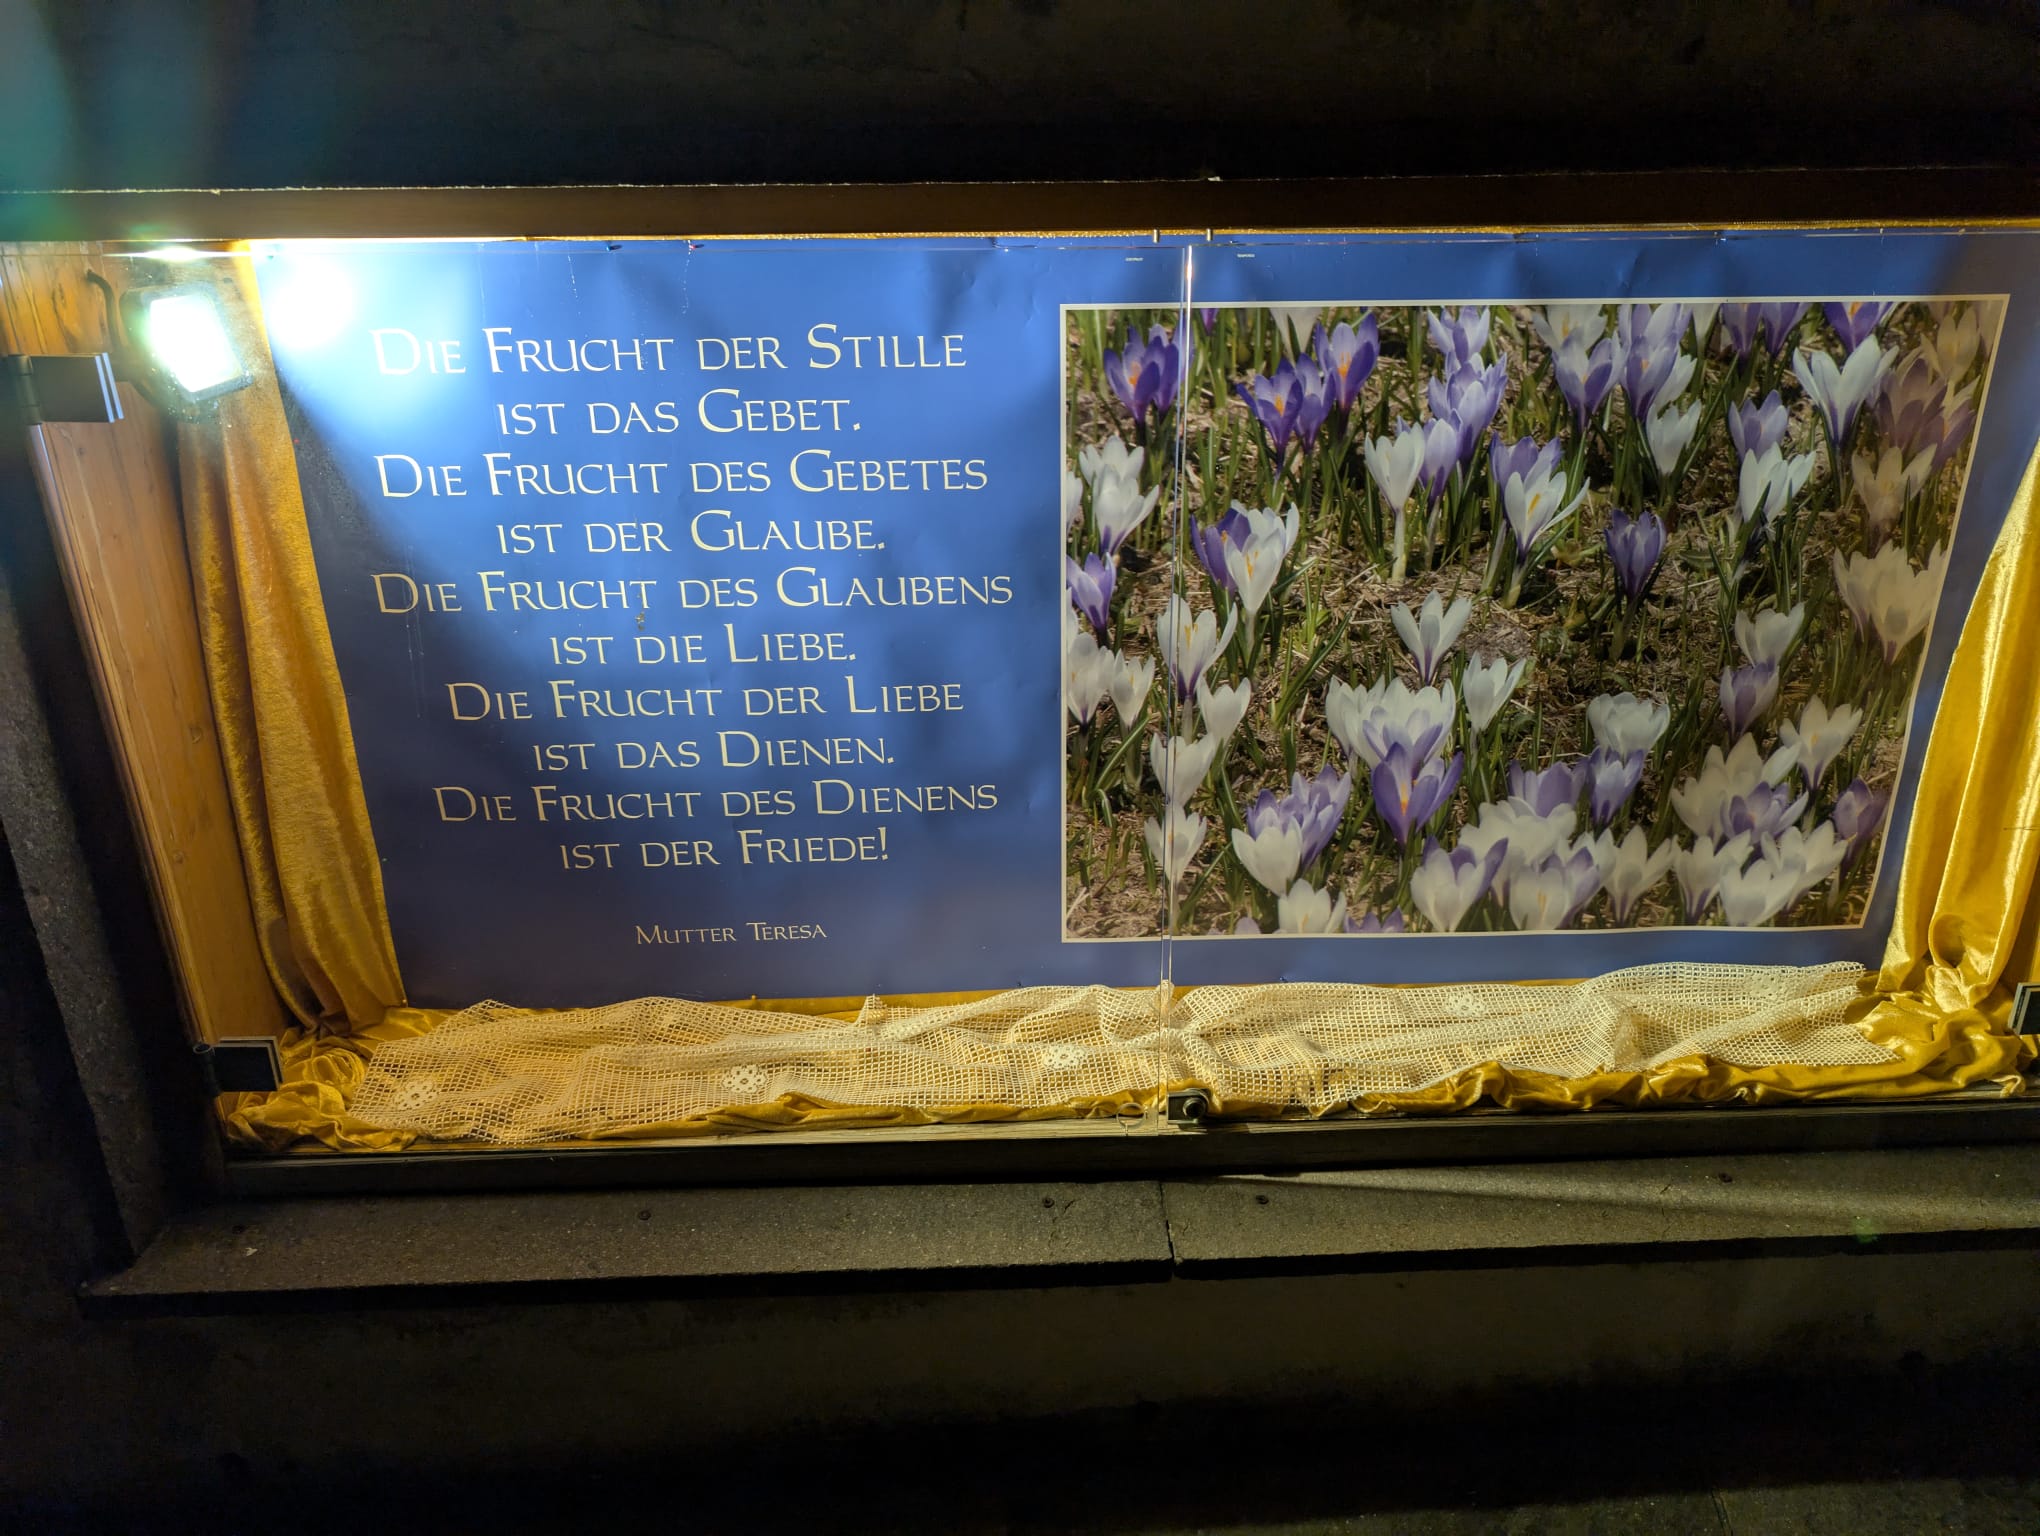 Die Frucht der Stille
ist das Gebet.
Die Frucht des Gebetes
ist der Glaube.
Die Frucht des Glaubens
ist die Liebe.
Die Frucht der Liebe
ist das Dienen.
Die Frucht des Dienens
ist der Friede!
Mutter Teresa